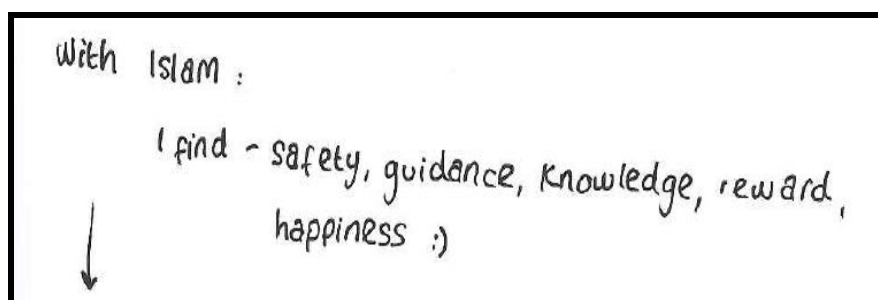 With Islam :
I find - safety, guidance, knowledge, reward,
happiness :)